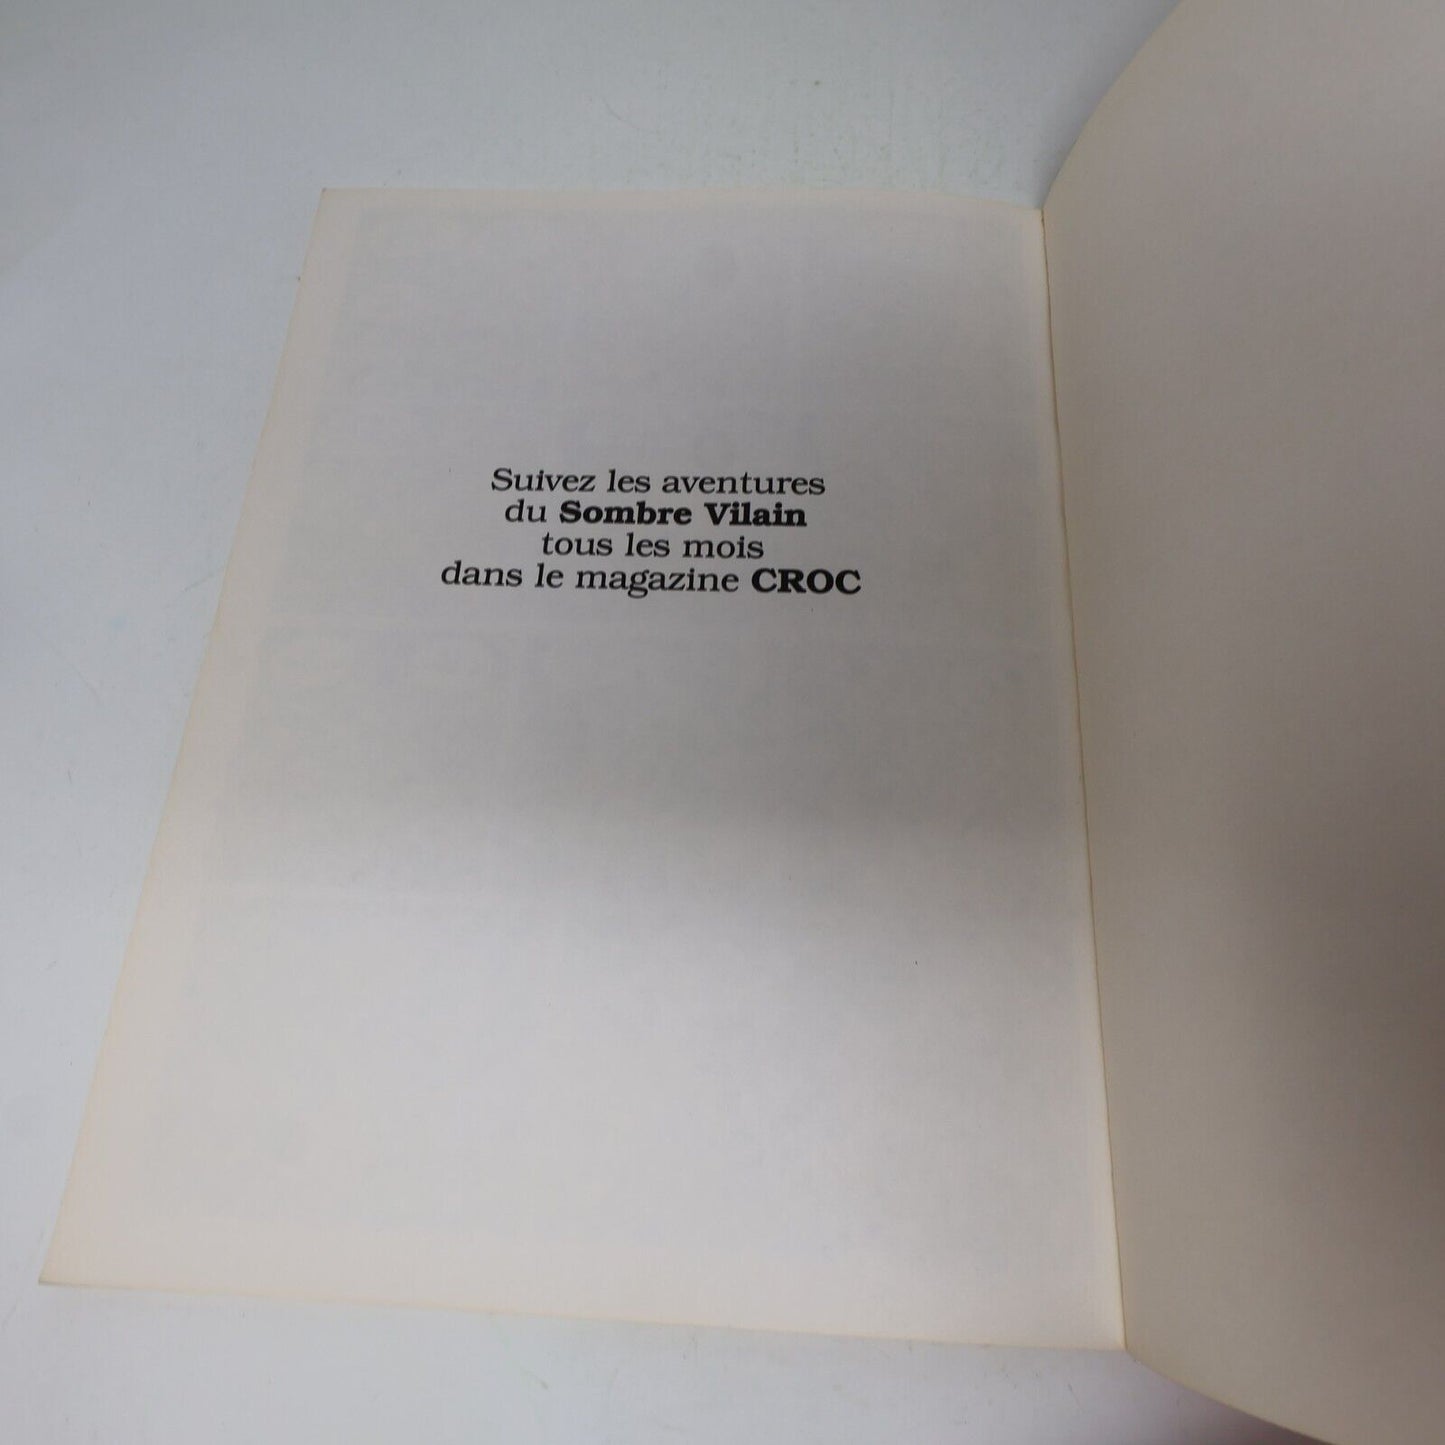 Suivez les aventures
du Sombre Vilain
tous les mois
dans le magazine CROC